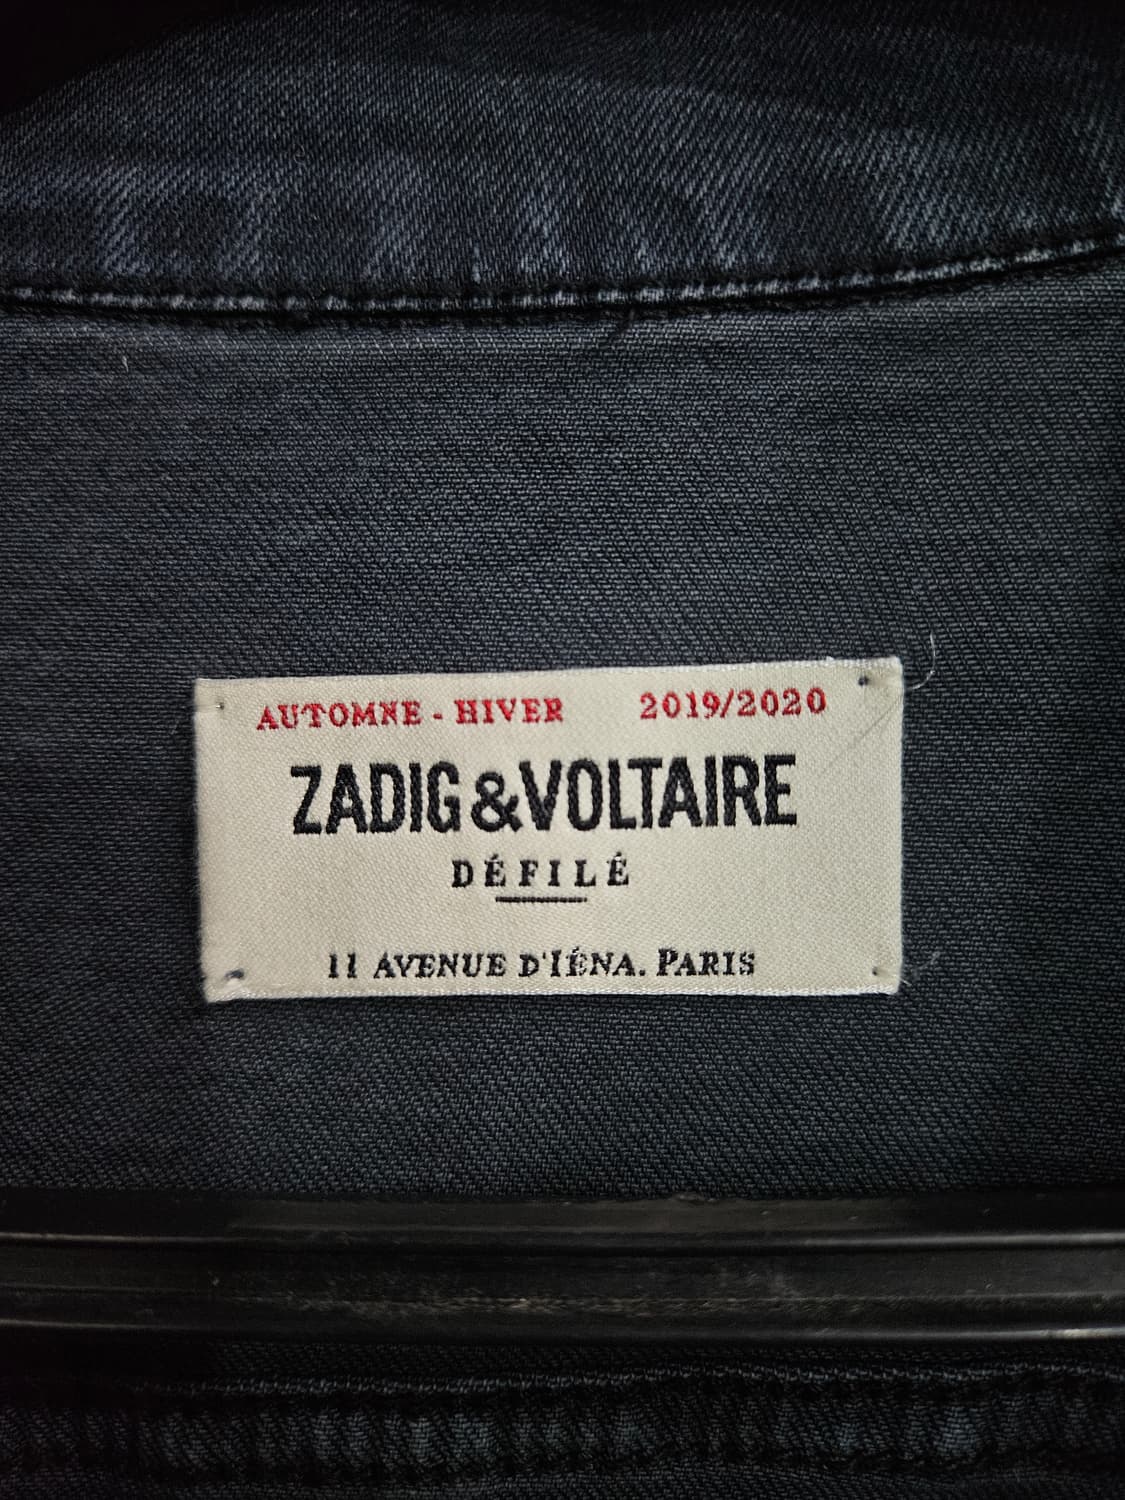 AUTOMNE - HIVER 2019/2020
ZADIG&VOLTAIRE
DÉFILÉ
11 AVENUE D'IÉNA. PARIS